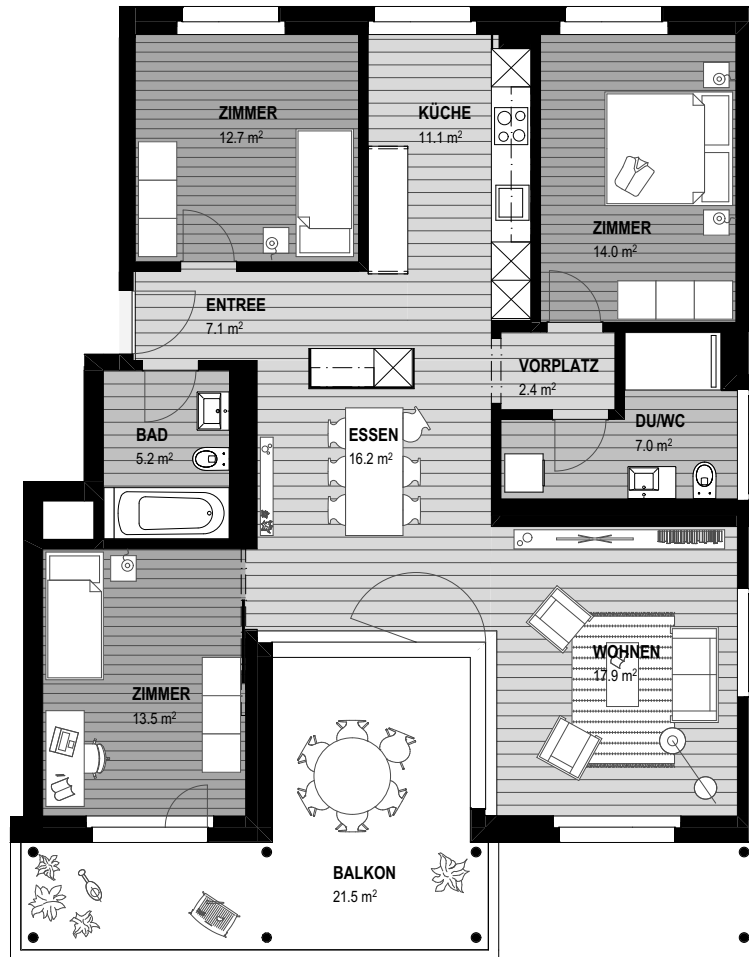 ZIMMER
12.7 m²
KÜCHE
11.1 m²
ZIMMER
14.0 m²
ENTREE
7.1 m²
VORPLATZ
2.4 m²
BAD
5.2 m²
ESSEN
16.2 m²
DU/WC
7.0 m²
WOHNEN
17.9 m²
ZIMMER
13.5 m²
BALKON
21.5 m²